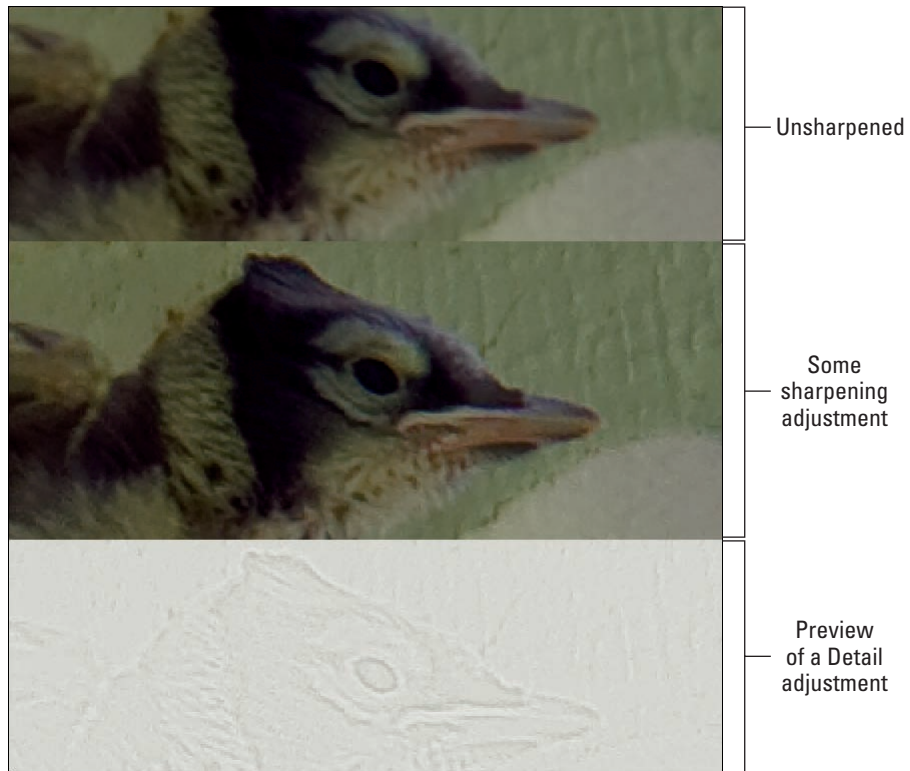 Unsharpened
Some
sharpening
adjustment
Preview
of a Detail
adjustment